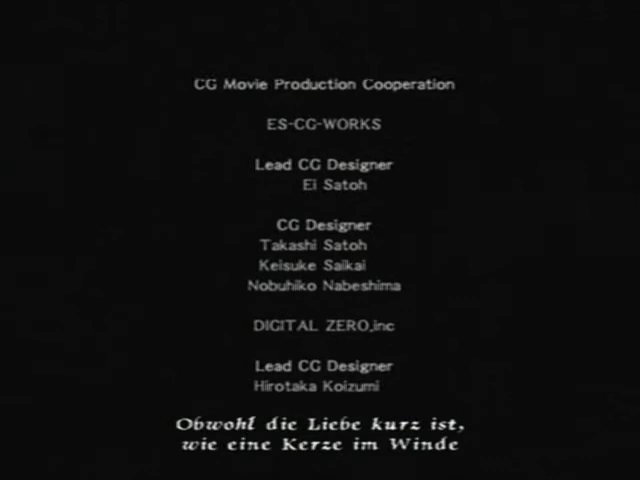 CG Movie Production Cooperation
ES-CG-WORKS
Lead CG Designer
Ei Satoh
CG Designer
Takashi Satoh
Keisuke Saikai
Nobuhiko Nabeshima
DIGITAL ZERO,inc
Lead CG Designer
Hirotaka Koizumi
Obwohl die Liebe kurz ist,
wie eine Kerze im Winde